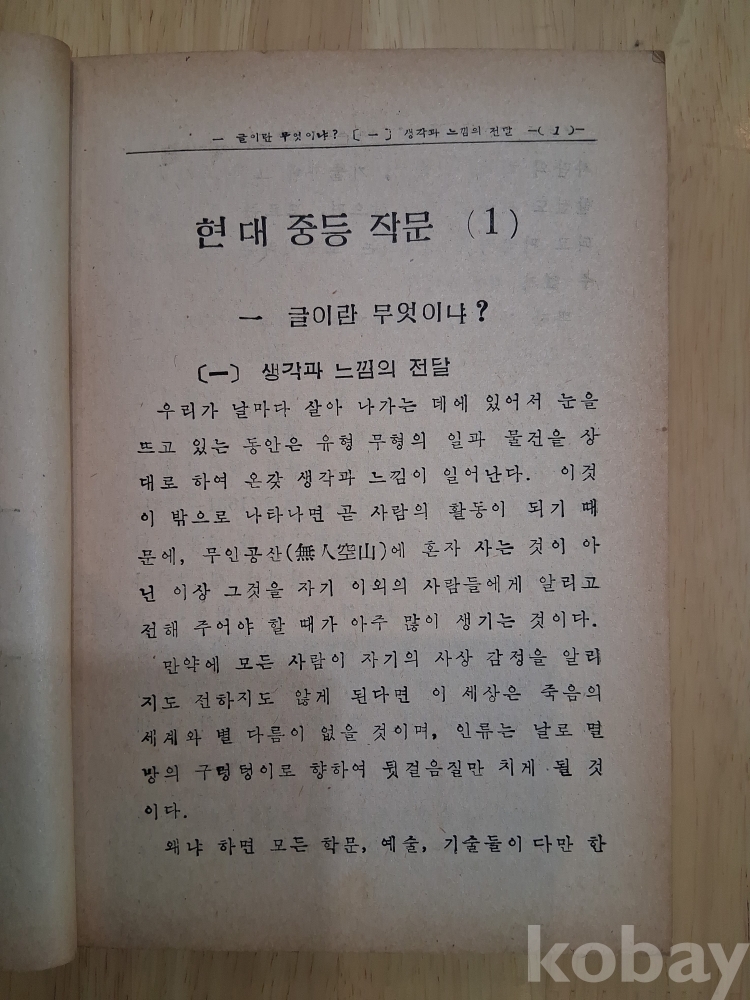 一 글이란 무엇이냐? 〔一〕 생각과 느낌의 전달 —( 1 )—
현대 중등 작문 (1)
一 글이란 무엇이냐?
〔一〕 생각과 느낌의 전달
우리가 날마다 살아 나가는 데에 있어서 눈을
뜨고 있는 동안은 유형 무형의 일과 물건을 상
대로 하여 온갖 생각과 느낌이 일어난다. 이것
이 밖으로 나타나면 곧 사람의 활동이 되기 때
문에, 무인공산(無人空山)에 혼자 사는 것이 아
닌 이상 그것을 자기 이외의 사람들에게 알리고
전해 주어야 할 때가 아주 많이 생기는 것이다.
만약에 모든 사람이 자기의 사상 감정을 알리
지도 전하지도 않게 된다면 이 세상은 죽음의
세계와 별 다름이 없을 것이며, 인류는 날로 멸
망의 구렁덩이로 향하여 뒷걸음질만 치게 될 것
이다.
왜냐 하면 모든 학문, 예술, 기술들이 다만 한
kobay